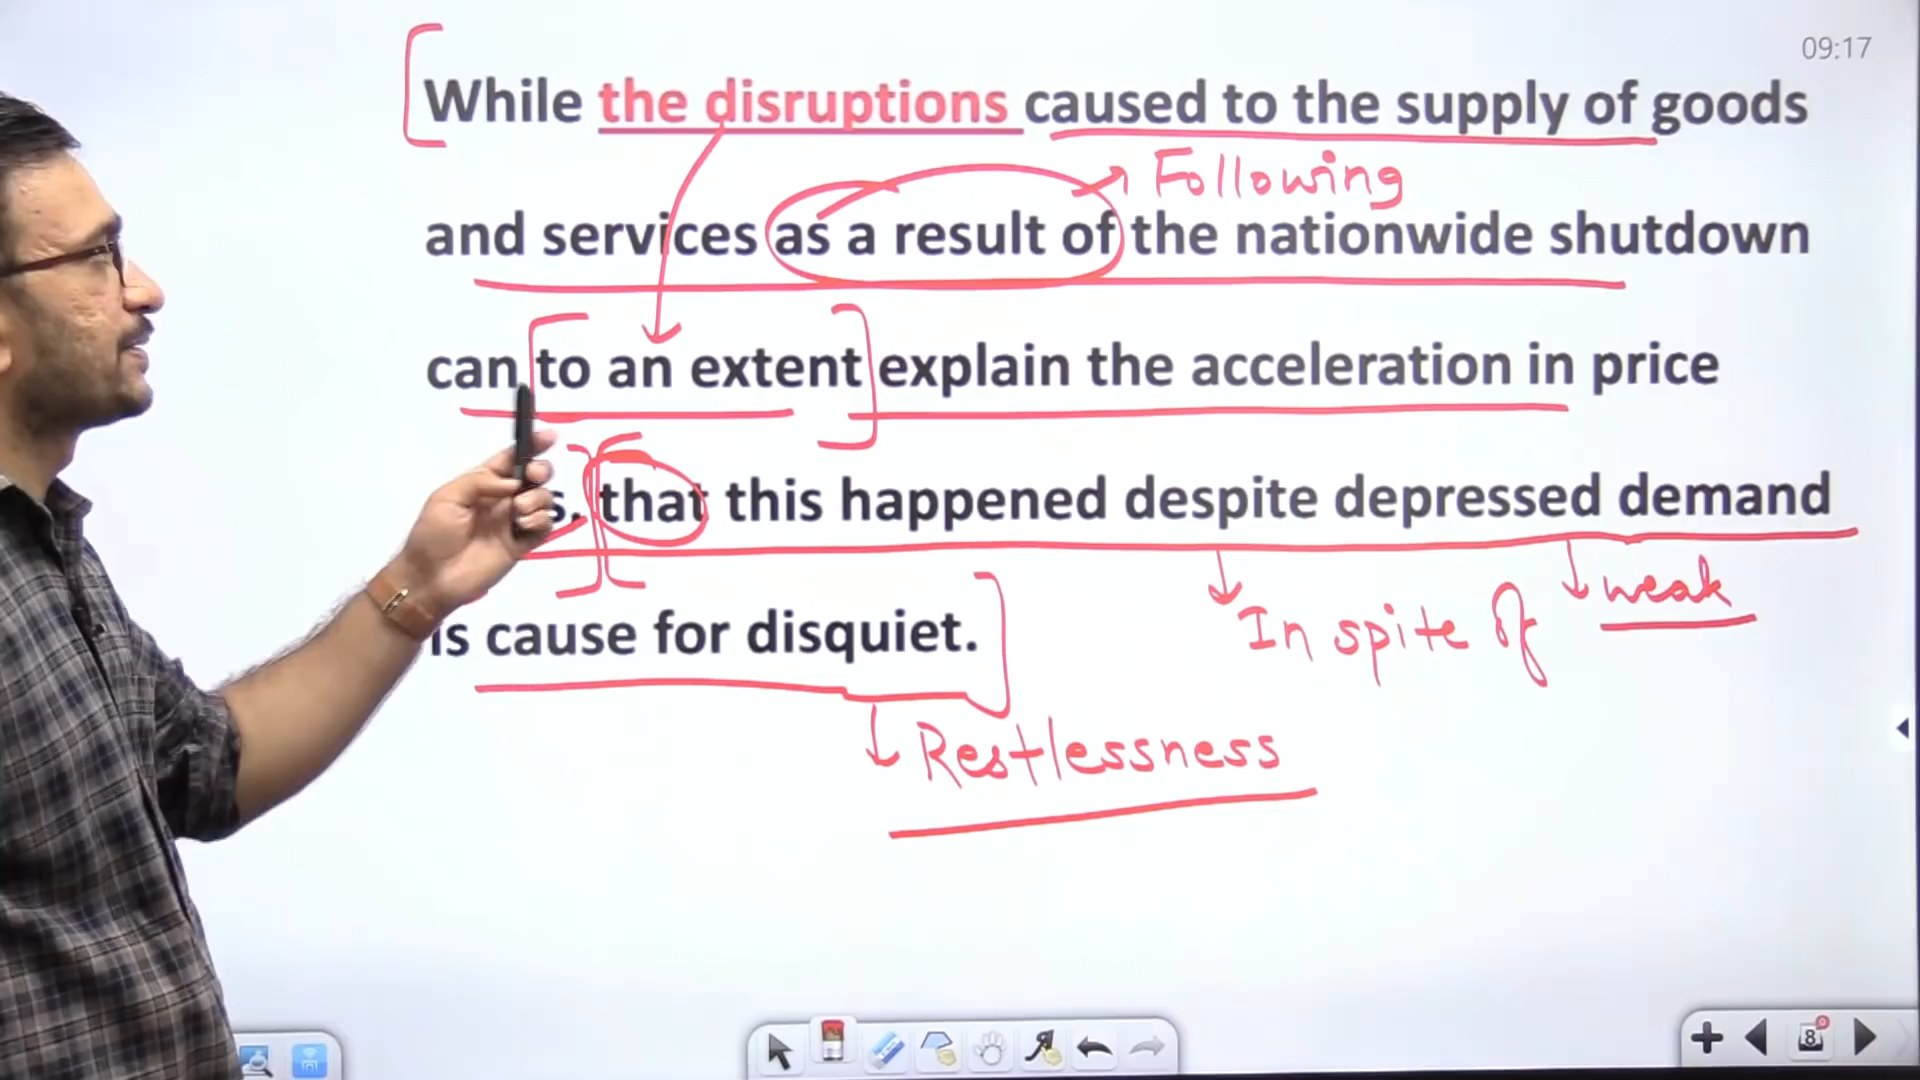 09:17
While the disruptions caused to the supply of goods
Following
and services as a result of the nationwide shutdown
can to an extent explain the acceleration in price
s, that this happened despite depressed demand
weak
In spite of
is cause for disquiet.
Restlessness
8